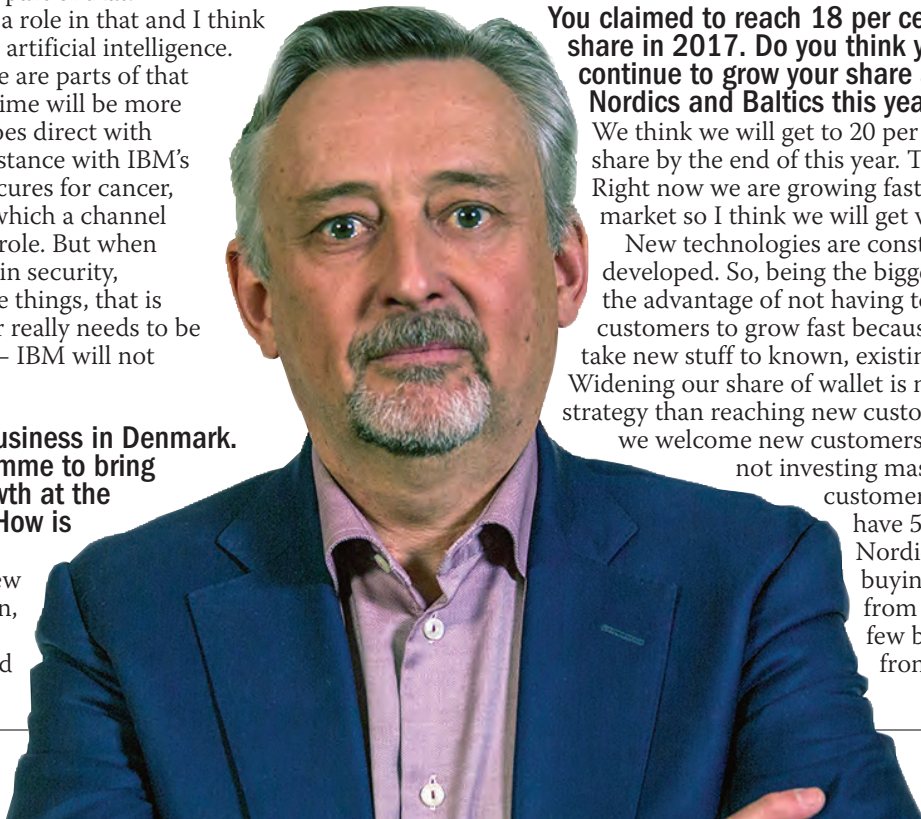 a role in that and I think
artificial intelligence.
e are parts of that
ime will be more
oes direct with
stance with IBM's
cures for cancer,
which a channel
role. But when
in security,
e things, that is
r really needs to be
– IBM will not
usiness in Denmark.
mme to bring
wth at the
How is
ew
n,
d
You claimed to reach 18 per ce
share in 2017. Do you think y
continue to grow your share
Nordics and Baltics this yea
We think we will get to 20 per
share by the end of this year. T
Right now we are growing fast
market so I think we will get
New technologies are const
developed. So, being the bigge
the advantage of not having to
customers to grow fast becaus
take new stuff to known, existin
Widening our share of wallet is
strategy than reaching new custo
we welcome new customers
not investing mas
customer
have 5
Nordi
buyin
from
few b
from